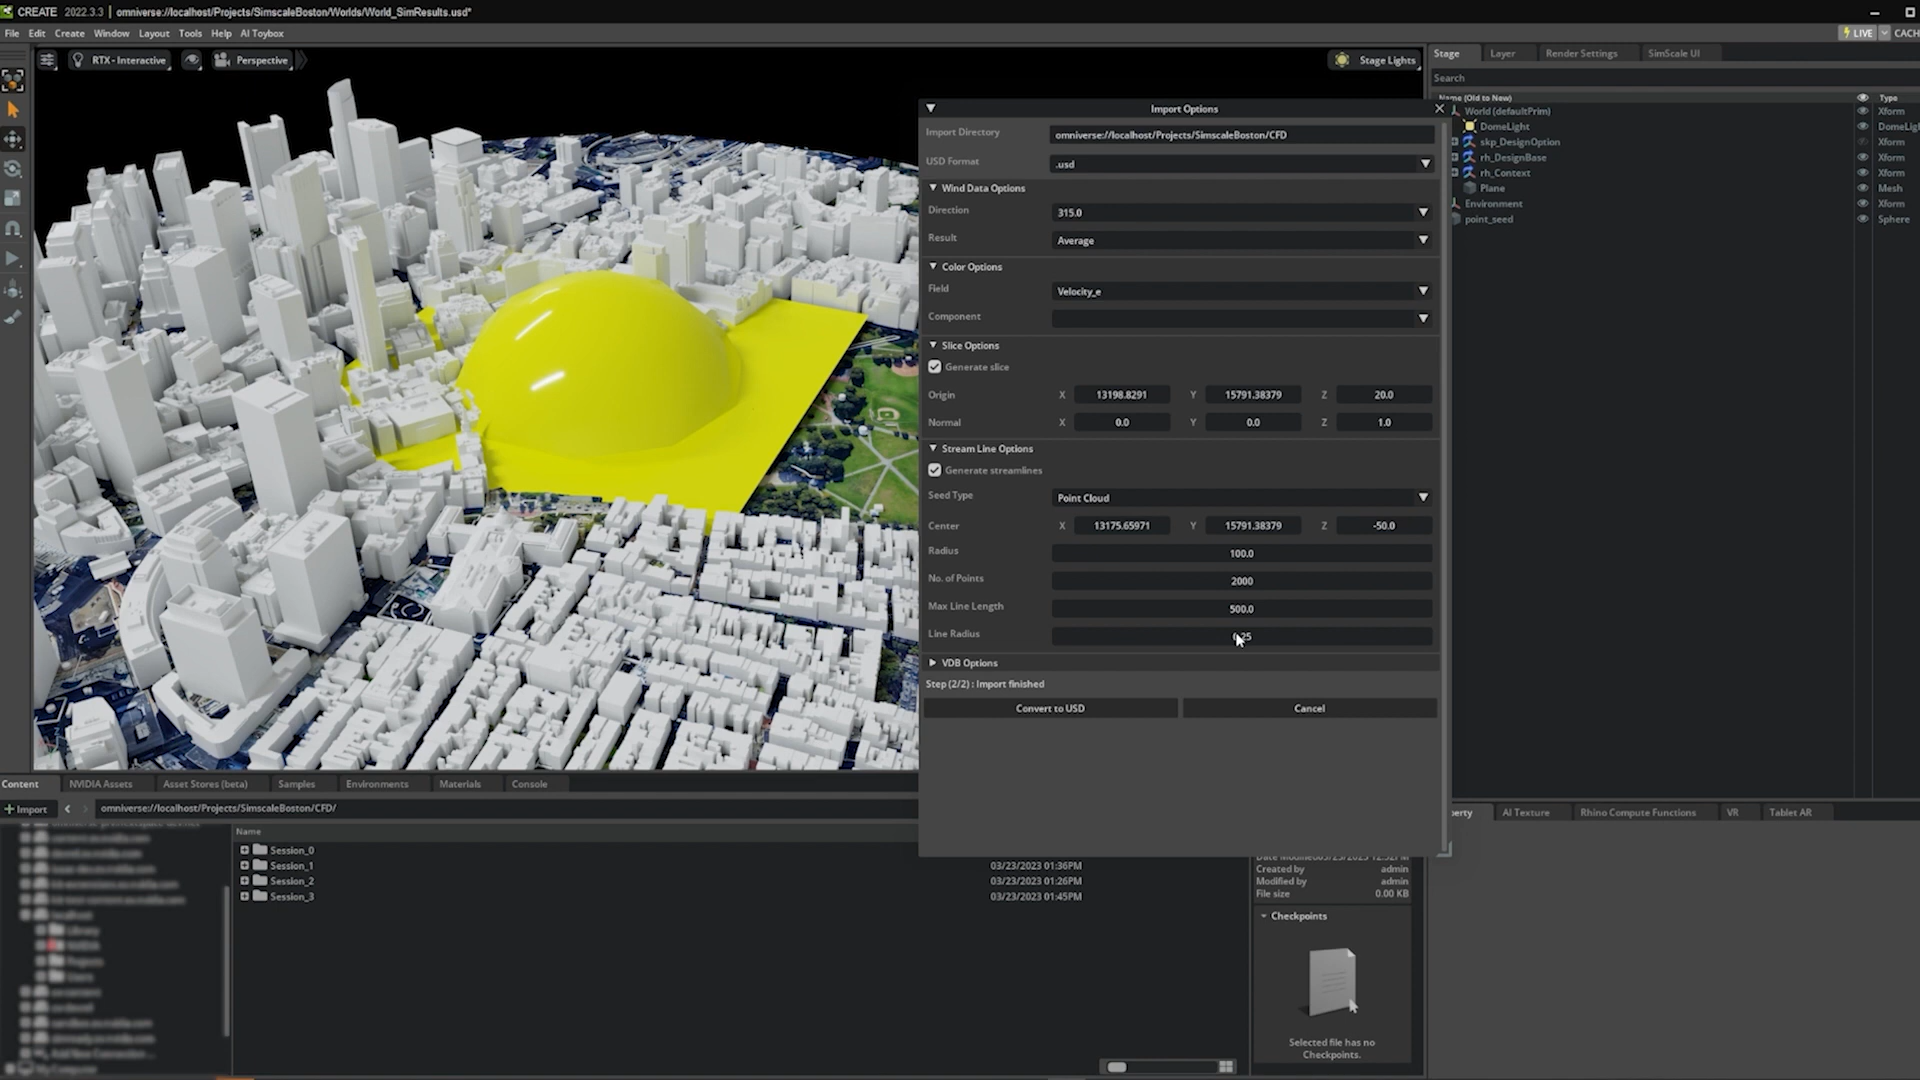 CREATE 2022.3.3 | omniverse://localhost/Projects/SimscaleBoston/Worlds/World_SimResults.usd*
File Edit Create Window Layout Tools Help AI Toybox
LIVE CACH
RTX - Interactive Perspective Stage Lights
Stage Layer Render Settings SimScale UI
Search
Name (Old to New) Type
World (defaultPrim) Xform
DomeLight DomeLigh
skp_DesignOption Xform
rh_DesignBase Xform
rh_Context Xform
Plane Mesh
Environment Xform
point_seed Sphere
Import Options
Import Directory omniverse://localhost/Projects/SimscaleBoston/CFD
USD Format .usd
Wind Data Options
Direction 315.0
Result Average
Color Options
Field Velocity_e
Component
Slice Options
Generate slice
Origin X 13198.8291 Y 15791.38379 Z 20.0
Normal X 0.0 Y 0.0 Z 1.0
Stream Line Options
Generate streamlines
Seed Type Point Cloud
Center X 13175.65971 Y 15791.38379 Z -50.0
Radius 100.0
No. of Points 2000
Max Line Length 500.0
Line Radius
VDB Options
Step (2/2) : Import finished
Convert to USD Cancel
Content NVIDIA Assets Asset Stores (beta) Samples Environments Materials Console
Import omniverse://localhost/Projects/SimscaleBoston/CFD/
Name
Session_0
Session_1 03/23/2023 01:36PM
Session_2 03/23/2023 01:26PM
Session_3 03/23/2023 01:45PM
perty AI Texture Rhino Compute Functions VR Tablet AR
Created by admin
Modified by admin
File size 0.00 KB
Checkpoints
Selected file has no
Checkpoints.